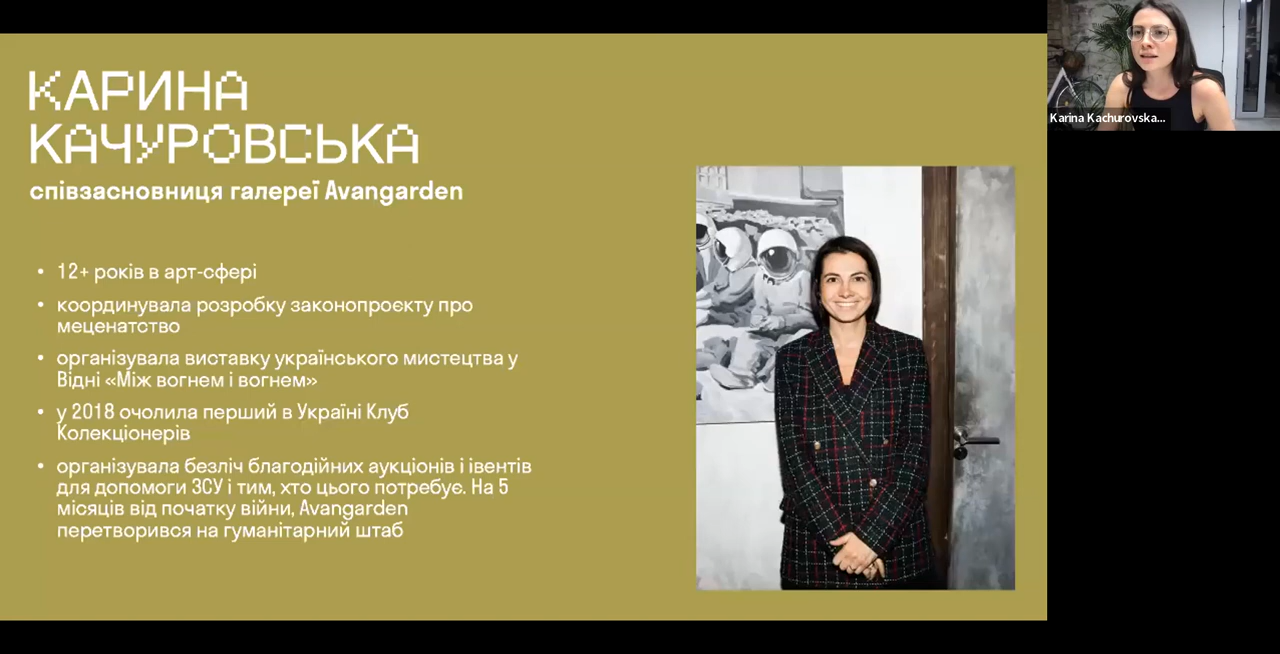 КАРИНА
КАЧУРОВСЬКА
співзасновниця галереї Avangarden
• 12+ років в арт-сфері
• координувала розробку законопроєкту про
меценатство
• організувала виставку українського мистецтва у
Відні «Між вогнем і вогнем»
• у 2018 очолила перший в Україні Клуб
Колекціонерів
• організувала безліч благодійних аукціонів і івентів
для допомоги ЗСУ і тим, хто цього потребує. На 5
місяців від початку війни, Avangarden
перетворився на гуманітарний штаб
Karina Kachurovska...